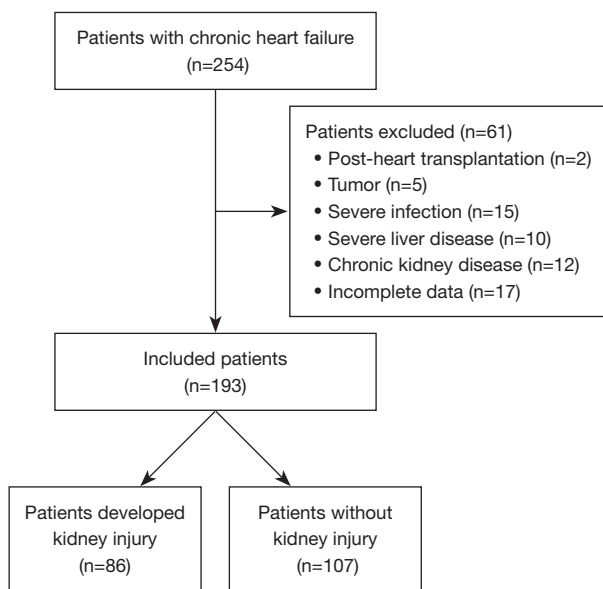 Patients with chronic heart failure
(n=254)
Patients excluded (n=61)
• Post-heart transplantation (n=2)
• Tumor (n=5)
• Severe infection (n=15)
• Severe liver disease (n=10)
• Chronic kidney disease (n=12)
• Incomplete data (n=17)
Included patients
(n=193)
Patients developed
kidney injury
(n=86)
Patients without
kidney injury
(n=107)